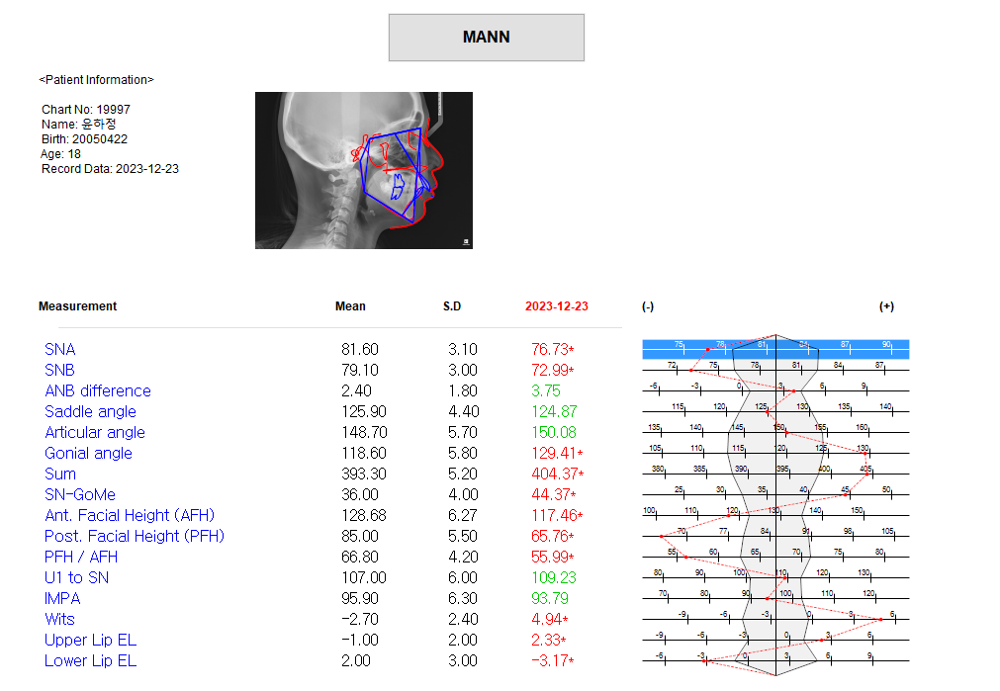 MANN
<Patient Information>
Chart No: 19997
Name: 윤하정
Birth: 20050422
Age: 18
Record Data: 2023-12-23
Measurement Mean S.D 2023-12-23 (-) (+)
SNA 81.60 3.10 76.73* 75 78 81 84 87 90
SNB 79.10 3.00 72.99* 72 75 78 81 84 87
ANB difference 2.40 1.80 3.75 -6 -3 0 3 6 9
Saddle angle 125.90 4.40 124.87 115 120 125 130 135 140
Articular angle 148.70 5.70 150.08 135 140 145 150 155 160
Gonial angle 118.60 5.80 129.41* 105 110 115 120 125 130
Sum 393.30 5.20 404.37* 380 385 390 395 400 405
SN-GoMe 36.00 4.00 44.37* 25 30 35 40 45 50
Ant. Facial Height (AFH) 128.68 6.27 117.46* 100 110 120 130 140 150
Post. Facial Height (PFH) 85.00 5.50 65.76* 70 77 84 91 98 105
PFH / AFH 66.80 4.20 55.99* 55 60 65 70 75 80
U1 to SN 107.00 6.00 109.23 80 90 100 110 120 130
IMPA 95.90 6.30 93.79 70 80 90 100 110 120
Wits -2.70 2.40 4.94* -9 -6 -3 0 3 6
Upper Lip EL -1.00 2.00 2.33* -9 -6 -3 0 3 6
Lower Lip EL 2.00 3.00 -3.17* -6 -3 0 3 6 9